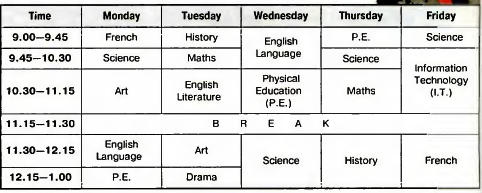 Time Monday Tuesday Wednesday Thursday Friday
9.00–9.45 French History English Language P.E. Science
9.45–10.30 Science Maths Science Information Technology (I.T.)
10.30–11.15 Art English Literature Physical Education (P.E.) Maths
11.15–11.30 B R E A K
11.30–12.15 English Language Art Science History French
12.15–1.00 P.E. Drama